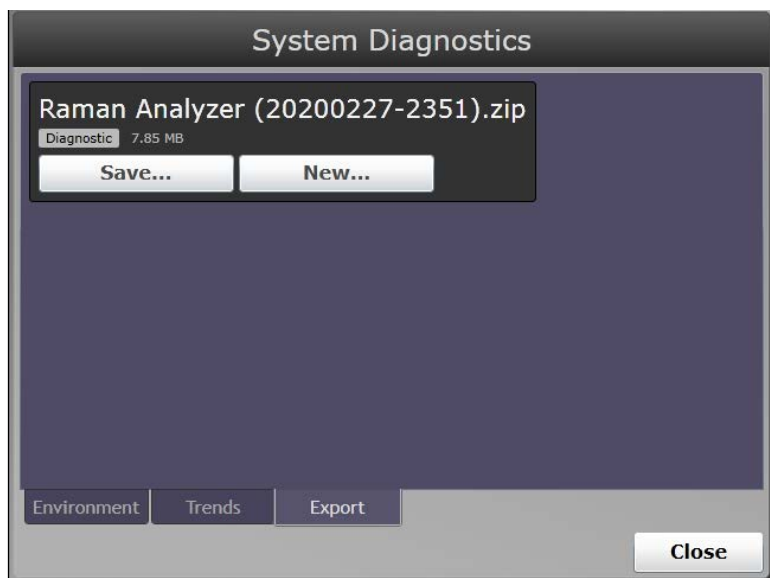 System Diagnostics
Raman Analyzer (20200227-2351).zip
Diagnostic 7.85 MB
Save... New...
Environment Trends Export
Close